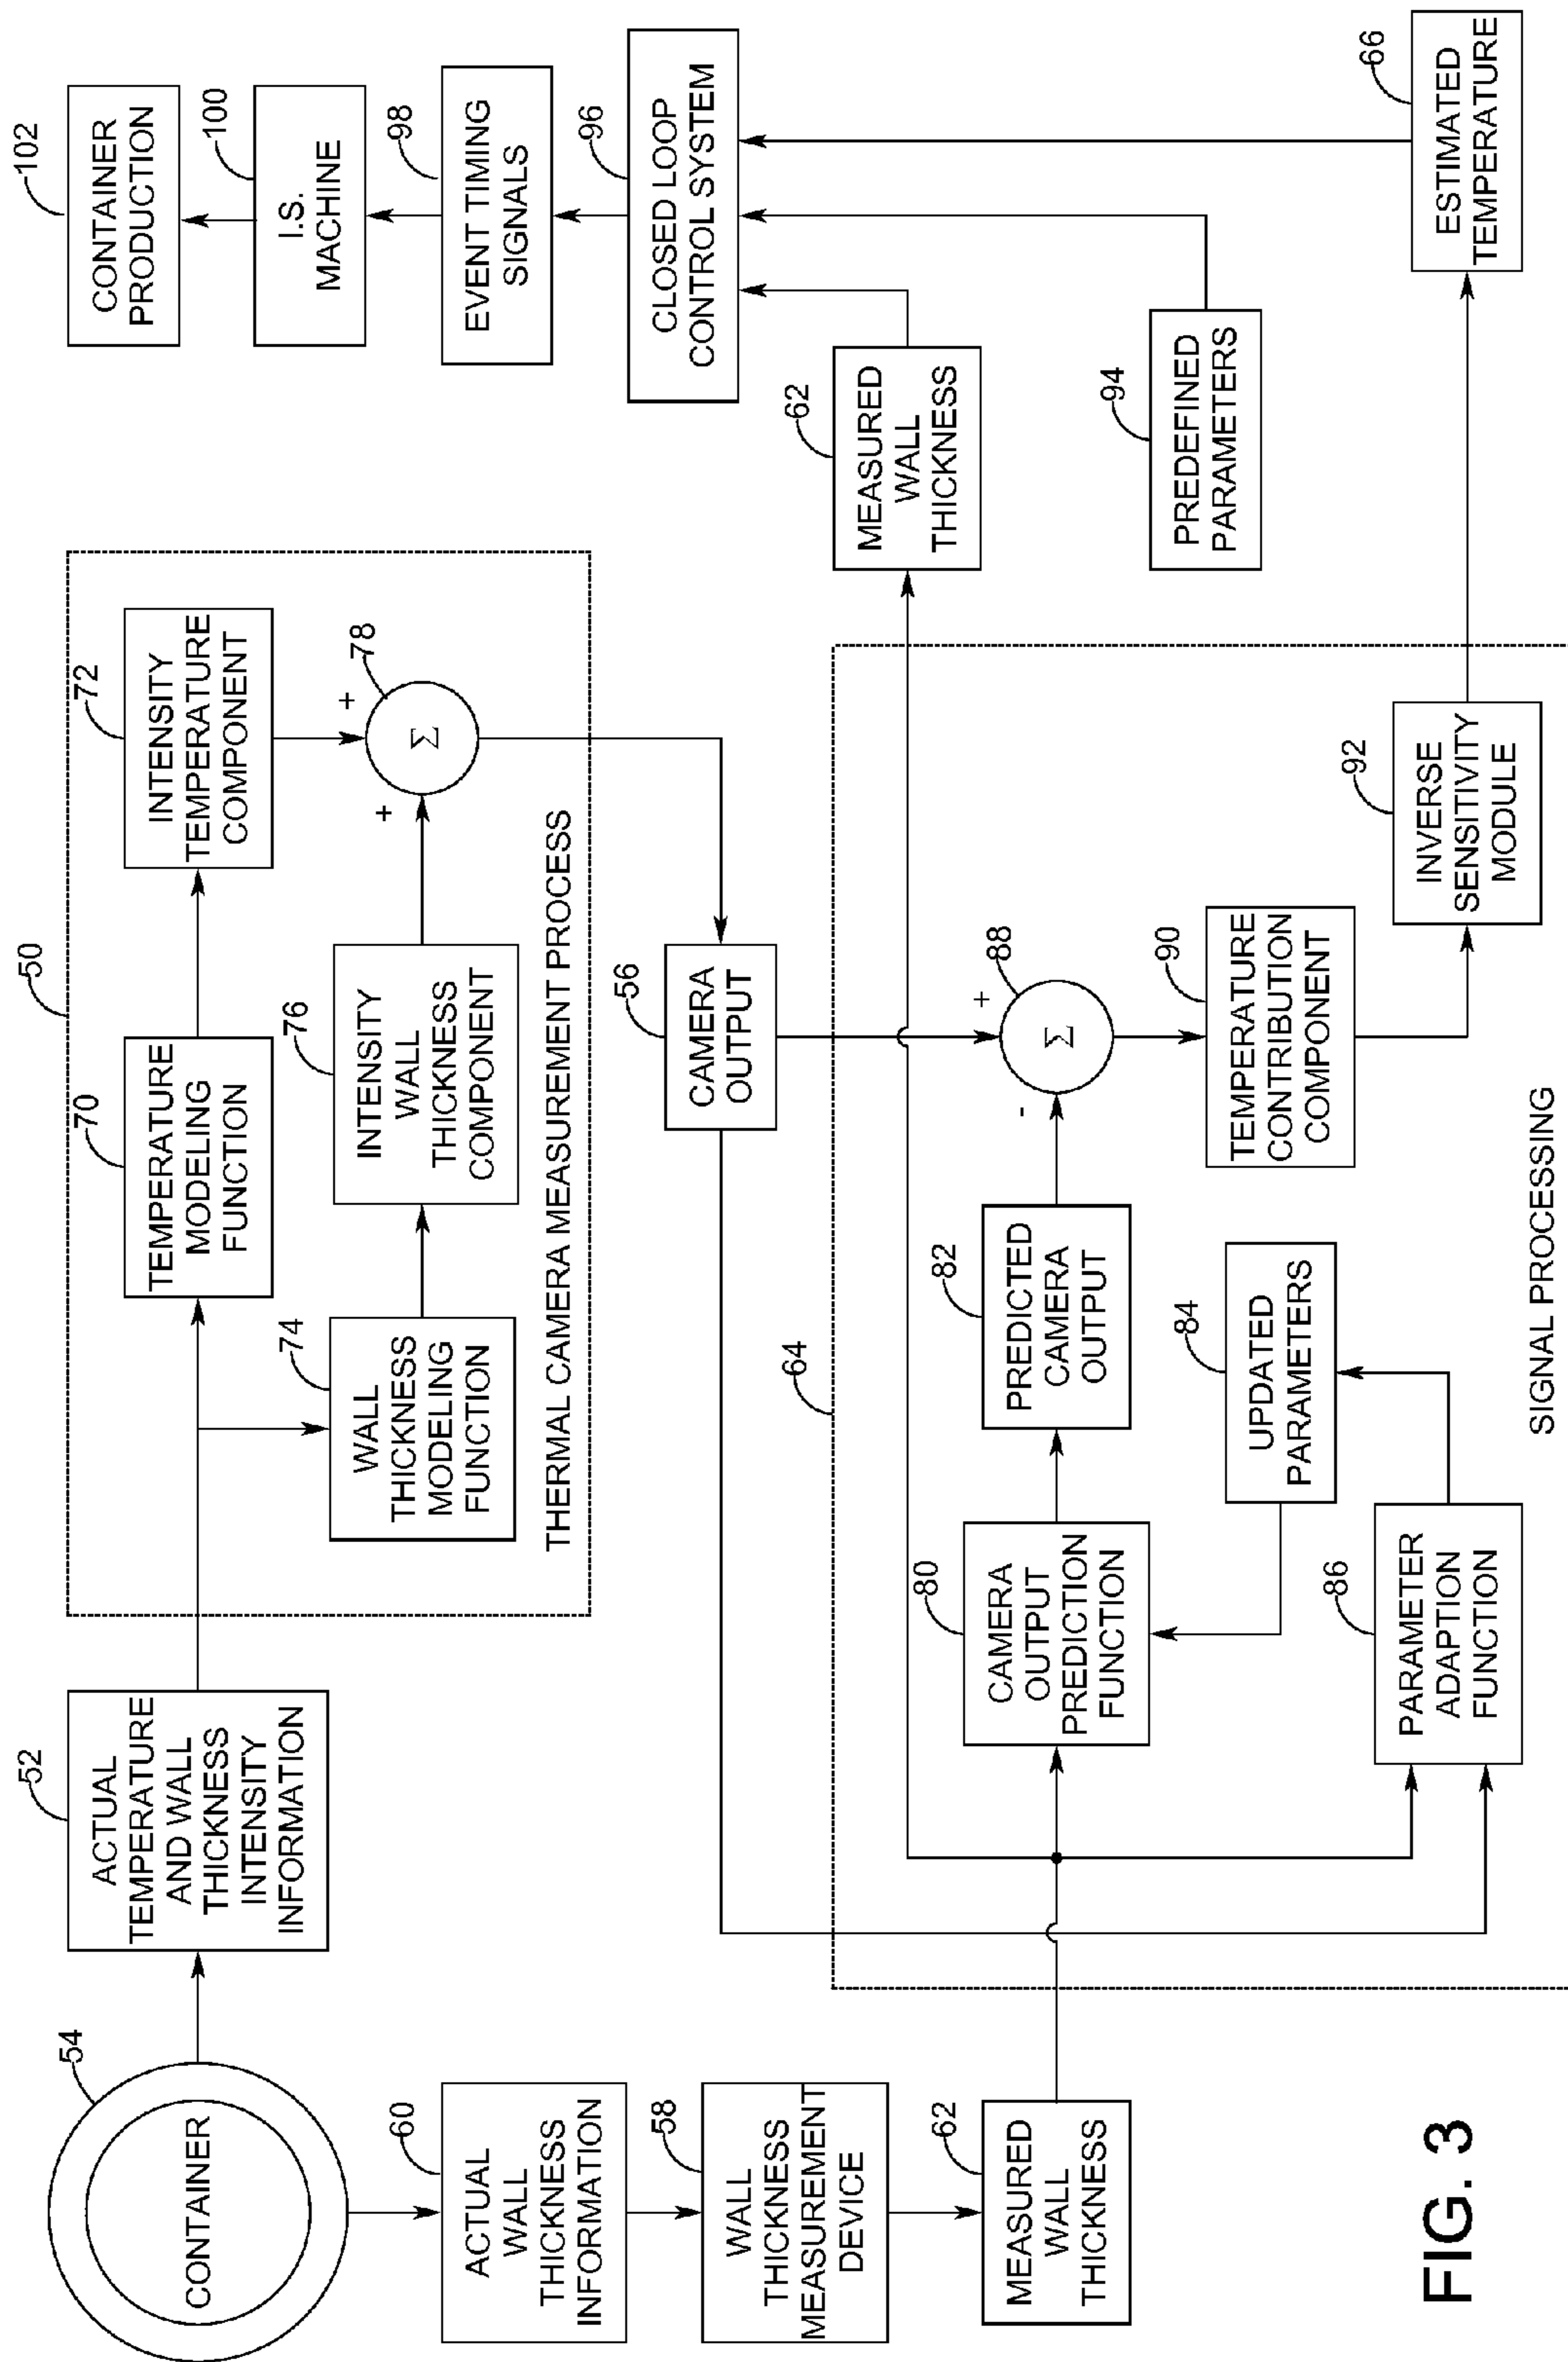 54
CONTAINER
52
ACTUAL
TEMPERATURE
AND WALL
THICKNESS
INTENSITY
INFORMATION
50
70
TEMPERATURE
MODELING
FUNCTION
72
INTENSITY
TEMPERATURE
COMPONENT
74
WALL
THICKNESS
MODELING
FUNCTION
76
INTENSITY
WALL
THICKNESS
COMPONENT
+
+
Σ
78
THERMAL CAMERA MEASUREMENT PROCESS
102
CONTAINER
PRODUCTION
100
I.S.
MACHINE
98
EVENT TIMING
SIGNALS
96
CLOSED LOOP
CONTROL SYSTEM
60
ACTUAL
WALL
THICKNESS
INFORMATION
58
WALL
THICKNESS
MEASUREMENT
DEVICE
62
MEASURED
WALL
THICKNESS
56
CAMERA
OUTPUT
62
MEASURED
WALL
THICKNESS
94
PREDEFINED
PARAMETERS
64
80
CAMERA
OUTPUT
PREDICTION
FUNCTION
82
PREDICTED
CAMERA
OUTPUT
-
+
Σ
88
84
UPDATED
PARAMETERS
90
TEMPERATURE
CONTRIBUTION
COMPONENT
86
PARAMETER
ADAPTION
FUNCTION
92
INVERSE
SENSITIVITY
MODULE
66
ESTIMATED
TEMPERATURE
SIGNAL PROCESSING
FIG. 3